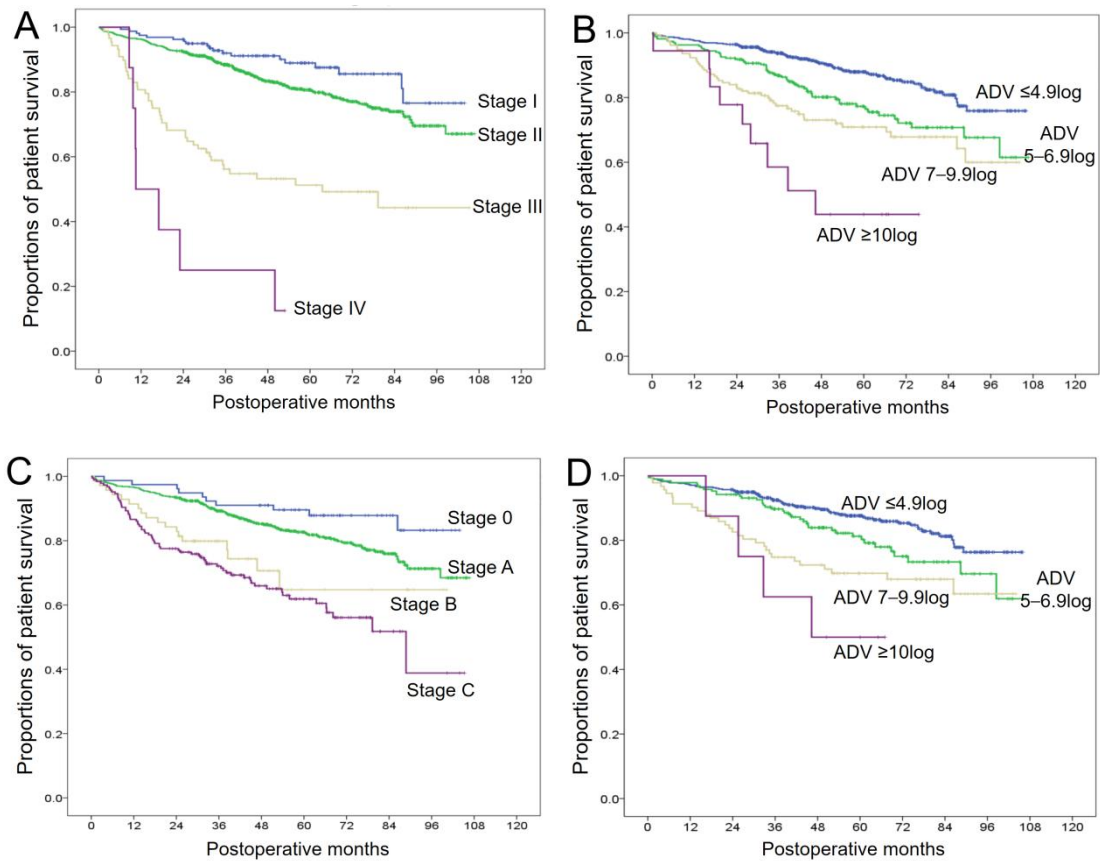 A
Proportions of patient survival
1.0
0.8
0.6
0.4
0.2
0.0
Stage I
Stage II
Stage III
Stage IV
0 12 24 36 48 60 72 84 96 108 120
Postoperative months
B
Proportions of patient survival
1.0
0.8
0.6
0.4
0.2
0.0
ADV ≤4.9log
ADV
5–6.9log
ADV 7–9.9log
ADV ≥10log
0 12 24 36 48 60 72 84 96 108 120
Postoperative months
C
Proportions of patient survival
1.0
0.8
0.6
0.4
0.2
0.0
Stage 0
Stage A
Stage B
Stage C
0 12 24 36 48 60 72 84 96 108 120
Postoperative months
D
Proportions of patient survival
1.0
0.8
0.6
0.4
0.2
0.0
ADV ≤4.9log
ADV
5–6.9log
ADV 7–9.9log
ADV ≥10log
0 12 24 36 48 60 72 84 96 108 120
Postoperative months